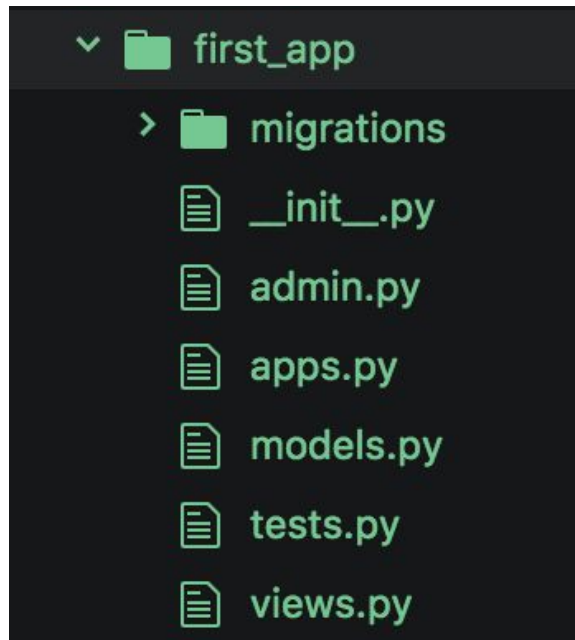 first_app
migrations
__init__.py
admin.py
apps.py
models.py
tests.py
views.py